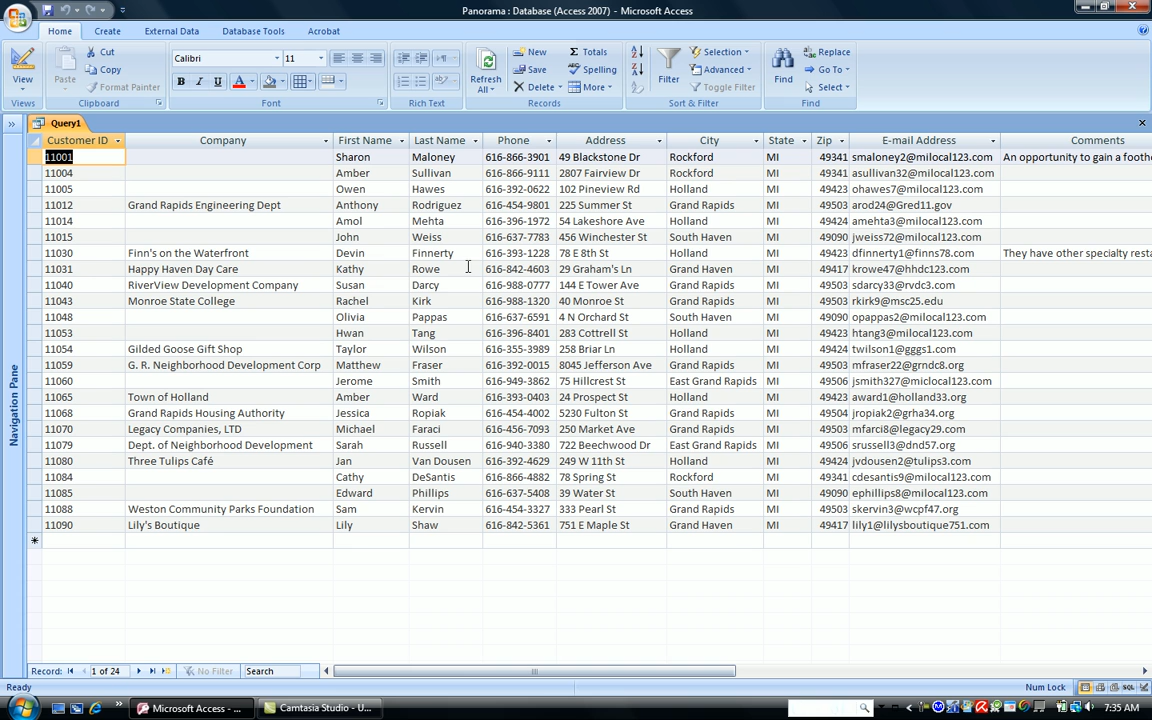 Panorama : Database (Access 2007) - Microsoft Access
Home Create External Data Database Tools Acrobat
View
Views
Paste
Cut
Copy
Format Painter
Clipboard
Calibri 11
B I U A
Font
Rich Text
Refresh All
New
Save
Delete
Totals
Spelling
More
Records
Filter
Selection
Advanced
Toggle Filter
Sort & Filter
Find
Replace
Go To
Select
Find
Query1
Navigation Pane
Customer ID Company First Name Last Name Phone Address City State Zip E-mail Address Comments
11001 Sharon Maloney 616-866-3901 49 Blackstone Dr Rockford MI 49341 smaloney2@milocal123.com An opportunity to gain a footh
11004 Amber Sullivan 616-866-9111 2807 Fairview Dr Rockford MI 49341 asullivan32@milocal123.com
11005 Owen Hawes 616-392-0622 102 Pineview Rd Holland MI 49423 ohawes7@milocal123.com
11012 Grand Rapids Engineering Dept Anthony Rodriguez 616-454-9801 225 Summer St Grand Rapids MI 49503 arod24@Gred11.gov
11014 Amol Mehta 616-396-1972 54 Lakeshore Ave Holland MI 49424 amehta3@milocal123.com
11015 John Weiss 616-637-7783 456 Winchester St South Haven MI 49090 jweiss72@milocal123.com
11030 Finn's on the Waterfront Devin Finnerty 616-393-1228 78 E 8th St Holland MI 49423 dfinnerty1@finns78.com They have other specialty resta
11031 Happy Haven Day Care Kathy Rowe 616-842-4603 29 Graham's Ln Grand Haven MI 49417 krowe47@hhdc123.com
11040 RiverView Development Company Susan Darcy 616-988-0777 144 E Tower Ave Grand Rapids MI 49503 sdarcy33@rvdc3.com
11043 Monroe State College Rachel Kirk 616-988-1320 40 Monroe St Grand Rapids MI 49503 rkirk9@msc25.edu
11048 Olivia Pappas 616-637-6591 4 N Orchard St South Haven MI 49090 opappas2@milocal123.com
11053 Hwan Tang 616-396-8401 283 Cottrell St Holland MI 49423 htang3@milocal123.com
11054 Gilded Goose Gift Shop Taylor Wilson 616-355-3989 258 Briar Ln Holland MI 49424 twilson1@gggs1.com
11059 G. R. Neighborhood Development Corp Matthew Fraser 616-392-0015 8045 Jefferson Ave Grand Rapids MI 49503 mfraser22@grndc8.org
11060 Jerome Smith 616-949-3862 75 Hillcrest St East Grand Rapids MI 49506 jsmith327@miclocal123.com
11065 Town of Holland Amber Ward 616-393-0403 24 Prospect St Holland MI 49423 award1@holland33.org
11068 Grand Rapids Housing Authority Jessica Ropiak 616-454-4002 5230 Fulton St Grand Rapids MI 49504 jropiak2@grha34.org
11070 Legacy Companies, LTD Michael Faraci 616-456-7093 250 Market Ave Grand Rapids MI 49503 mfarci8@legacy29.com
11079 Dept. of Neighborhood Development Sarah Russell 616-940-3380 722 Beechwood Dr East Grand Rapids MI 49506 srussell3@dnd57.org
11080 Three Tulips Café Jan Van Dousen 616-392-4629 249 W 11th St Holland MI 49424 jvdousen2@tulips3.com
11084 Cathy DeSantis 616-866-4882 78 Spring St Rockford MI 49341 cdesantis9@milocal123.com
11085 Edward Phillips 616-637-5408 39 Water St South Haven MI 49090 ephillips8@milocal123.com
11088 Weston Community Parks Foundation Sam Kervin 616-454-3327 333 Pearl St Grand Rapids MI 49503 skervin3@wcpf47.org
11090 Lily's Boutique Lily Shaw 616-842-5361 751 E Maple St Grand Haven MI 49417 lily1@lilysboutique751.com
Record: 1 of 24 No Filter Search
Ready Num Lock SQL
Microsoft Access - ... Camtasia Studio - U... 7:35 AM